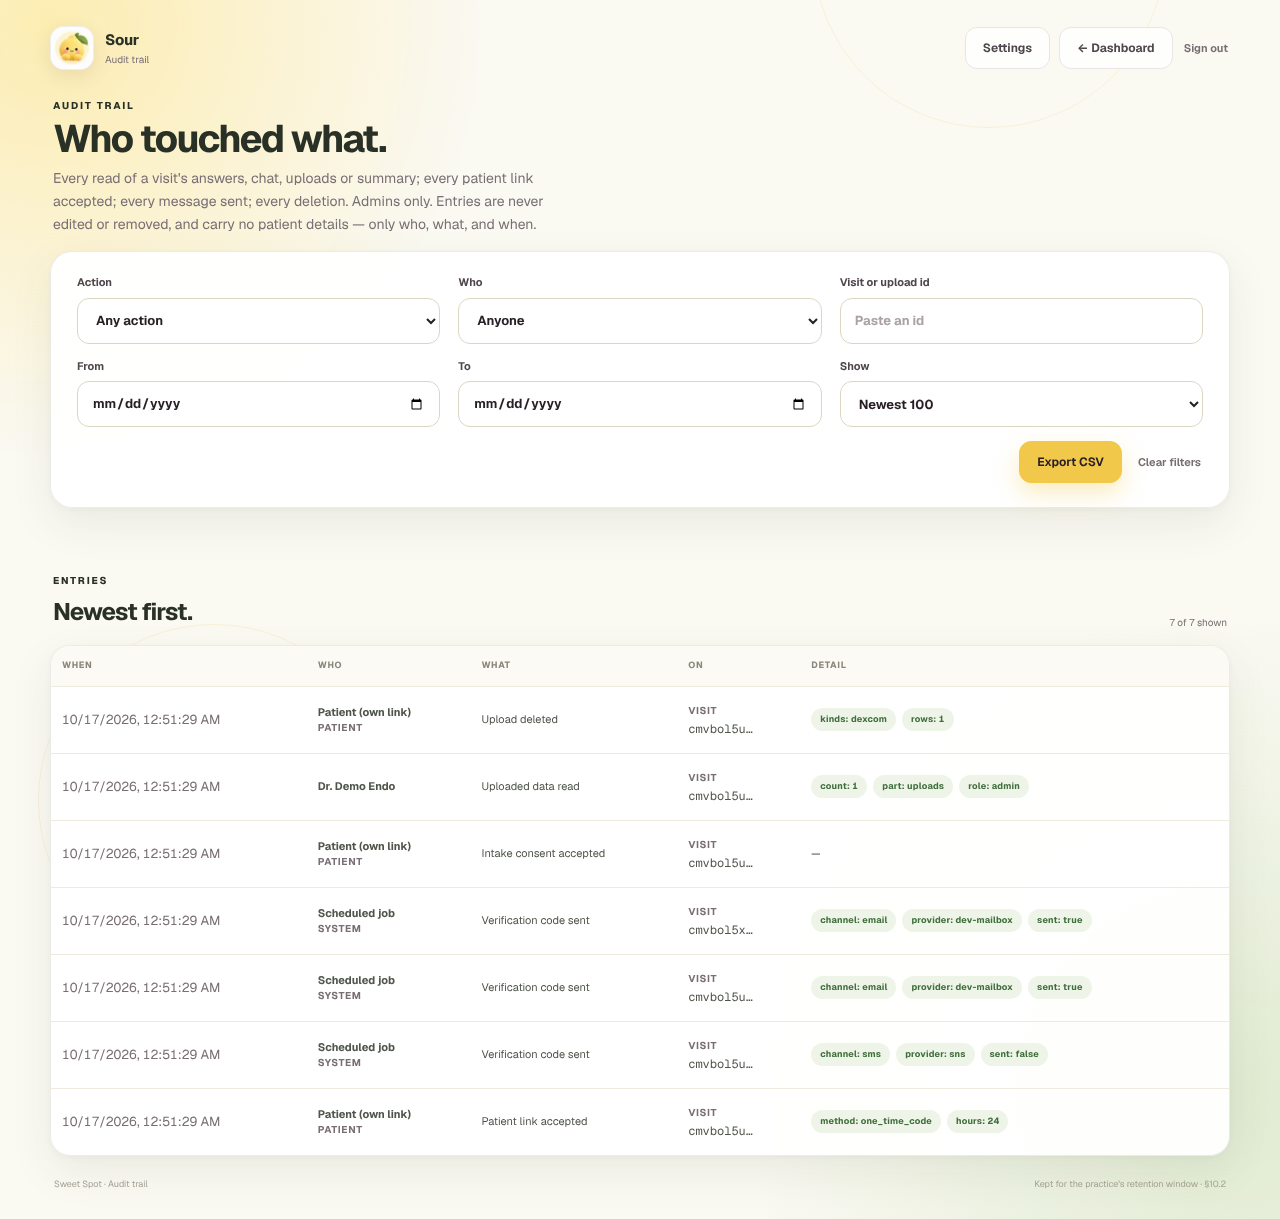 Sour
Audit trail
Settings
← Dashboard
Sign out
AUDIT TRAIL
Who touched what.
Every read of a visit's answers, chat, uploads or summary; every patient link
accepted; every message sent; every deletion. Admins only. Entries are never
edited or removed, and carry no patient details — only who, what, and when.
Action
Who
Visit or upload id
Any action
Anyone
Paste an id
From
To
Show
mm/dd/yyyy
mm/dd/yyyy
Newest 100
Export CSV
Clear filters
ENTRIES
Newest first.
7 of 7 shown
WHEN WHO WHAT ON DETAIL
10/17/2026, 12:51:29 AM
Patient (own link)
PATIENT
Upload deleted
VISIT
cmvbol5u…
kinds: dexcom rows: 1
10/17/2026, 12:51:29 AM
Dr. Demo Endo
Uploaded data read
VISIT
cmvbol5u…
count: 1 part: uploads role: admin
10/17/2026, 12:51:29 AM
Patient (own link)
PATIENT
Intake consent accepted
VISIT
cmvbol5u…
—
10/17/2026, 12:51:29 AM
Scheduled job
SYSTEM
Verification code sent
VISIT
cmvbol5x…
channel: email provider: dev-mailbox sent: true
10/17/2026, 12:51:29 AM
Scheduled job
SYSTEM
Verification code sent
VISIT
cmvbol5u…
channel: email provider: dev-mailbox sent: true
10/17/2026, 12:51:29 AM
Scheduled job
SYSTEM
Verification code sent
VISIT
cmvbol5u…
channel: sms provider: sns sent: false
10/17/2026, 12:51:29 AM
Patient (own link)
PATIENT
Patient link accepted
VISIT
cmvbol5u…
method: one_time_code hours: 24
Sweet Spot · Audit trail
Kept for the practice's retention window · §10.2